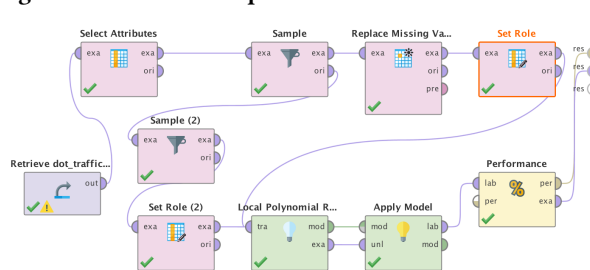 Select Attributes
Sample
Replace Missing Va...
Set Role
exa exa
ori
exa exa
ori
exa exa
ori
pre
exa exa
ori
res
res
res
Sample (2)
exa exa
ori
Retrieve dot_traffic...
out
Performance
lab per
per exa
Set Role (2)
Local Polynomial R...
Apply Model
exa exa
ori
tra mod
exa
mod lab
unl mod